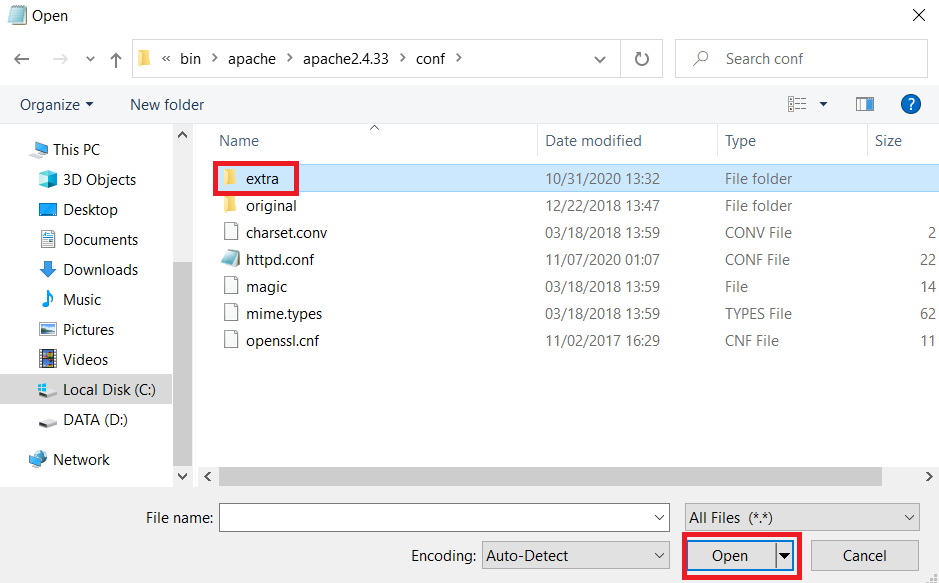 Open
« bin > apache > apache2.4.33 > conf >
Search conf
Organize
New folder
?
Name
Date modified
Type
Size
This PC
3D Objects
Desktop
Documents
Downloads
Music
Pictures
Videos
Local Disk (C:)
DATA (D:)
Network
extra 10/31/2020 13:32 File folder
original 12/22/2018 13:47 File folder
charset.conv 03/18/2018 13:59 CONV File 2
httpd.conf 11/07/2020 01:07 CONF File 22
magic 03/18/2018 13:59 File 14
mime.types 03/18/2018 13:59 TYPES File 62
openssl.cnf 11/02/2017 16:29 CNF File 11
File name:
All Files (*.*)
Encoding: Auto-Detect
Open
Cancel